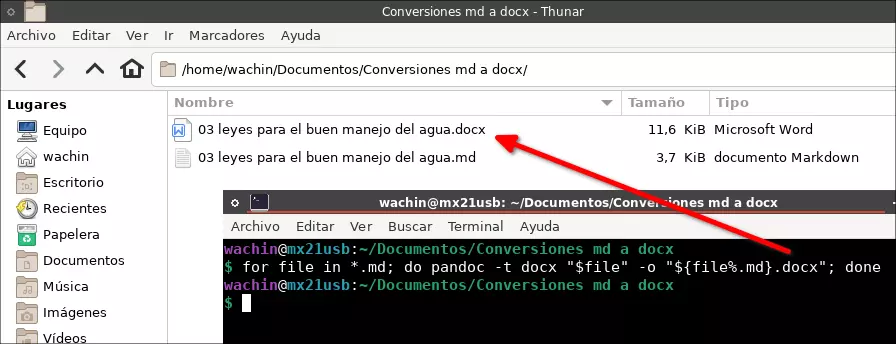 Conversiones md a docx - Thunar
Archivo Editar Ver Ir Marcadores Ayuda
/home/wachin/Documentos/Conversiones md a docx/
Lugares
Equipo
wachin
Escritorio
Recientes
Papelera
Documentos
Música
Imágenes
Vídeos
Nombre Tamaño Tipo
03 leyes para el buen manejo del agua.docx 11,6 KiB Microsoft Word
03 leyes para el buen manejo del agua.md 3,7 KiB documento Markdown
wachin@mx21usb: ~/Documentos/Conversiones md a docx
Archivo Editar Ver Buscar Terminal Ayuda
wachin@mx21usb:~/Documentos/Conversiones md a docx
$ for file in *.md; do pandoc -t docx "$file" -o "${file%.md}.docx"; done
wachin@mx21usb:~/Documentos/Conversiones md a docx
$